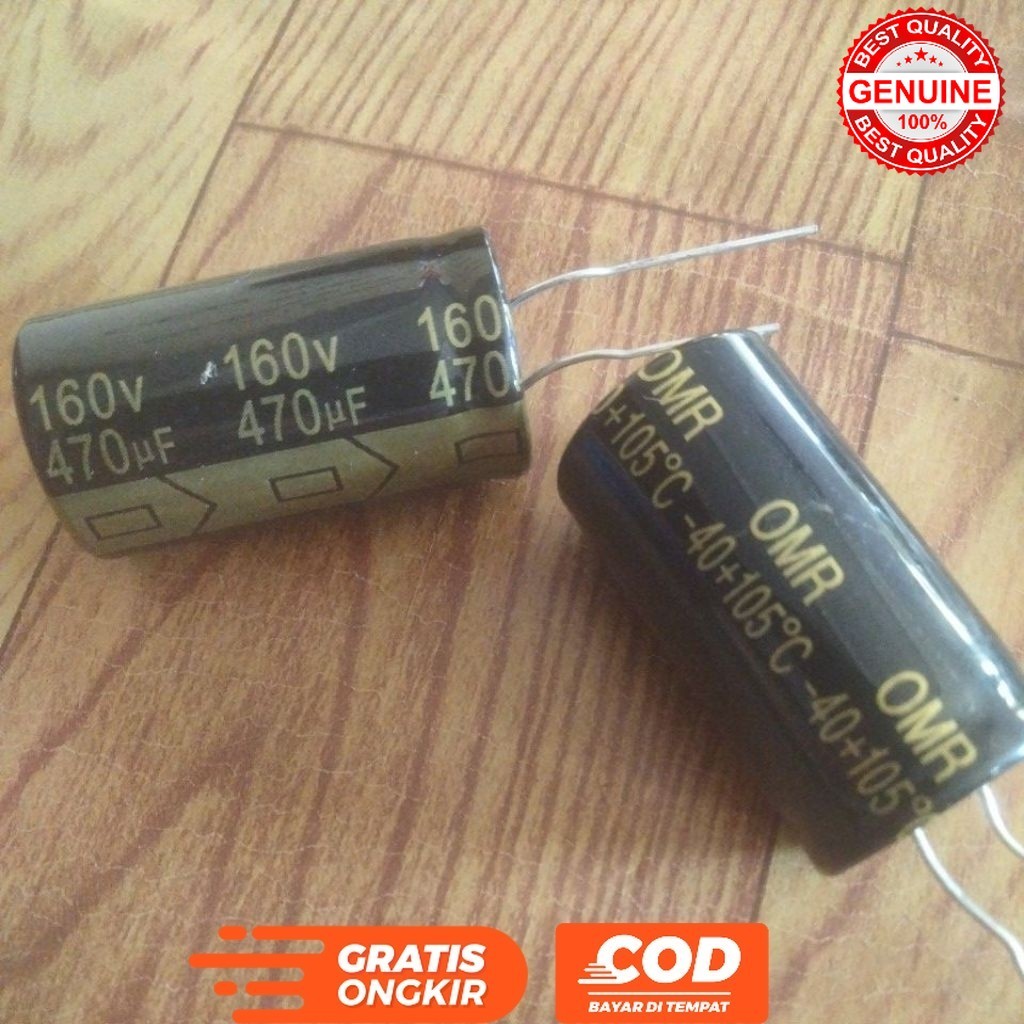 BEST QUALITY
GENUINE
100%
BEST QUALITY
160v
470µF
160v
470µF
160
470
OMR
+105°C
OMR
-40+105°C
OMR
-40+105°
GRATIS
ONGKIR
COD
BAYAR DI TEMPAT